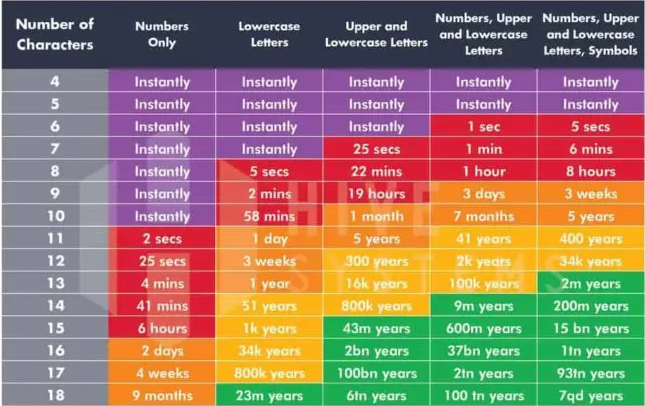 Number of Characters Numbers Only Lowercase Letters Upper and Lowercase Letters Numbers, Upper and Lowercase Letters Numbers, Upper and Lowercase Letters, Symbols
4 Instantly Instantly Instantly Instantly Instantly
5 Instantly Instantly Instantly Instantly Instantly
6 Instantly Instantly Instantly 1 sec 5 secs
7 Instantly Instantly 25 secs 1 min 6 mins
8 Instantly 5 secs 22 mins 1 hour 8 hours
9 Instantly 2 mins 19 hours 3 days 3 weeks
10 Instantly 58 mins 1 month 7 months 5 years
11 2 secs 1 day 5 years 41 years 400 years
12 25 secs 3 weeks 300 years 2k years 34k years
13 4 mins 1 year 16k years 100k years 2m years
14 41 mins 51 years 800k years 9m years 200m years
15 6 hours 1k years 43m years 600m years 15 bn years
16 2 days 34k years 2bn years 37bn years 1tn years
17 4 weeks 800k years 100bn years 2tn years 93tn years
18 9 months 23m years 6tn years 100 tn years 7qd years
HIVE
SYSTEMS